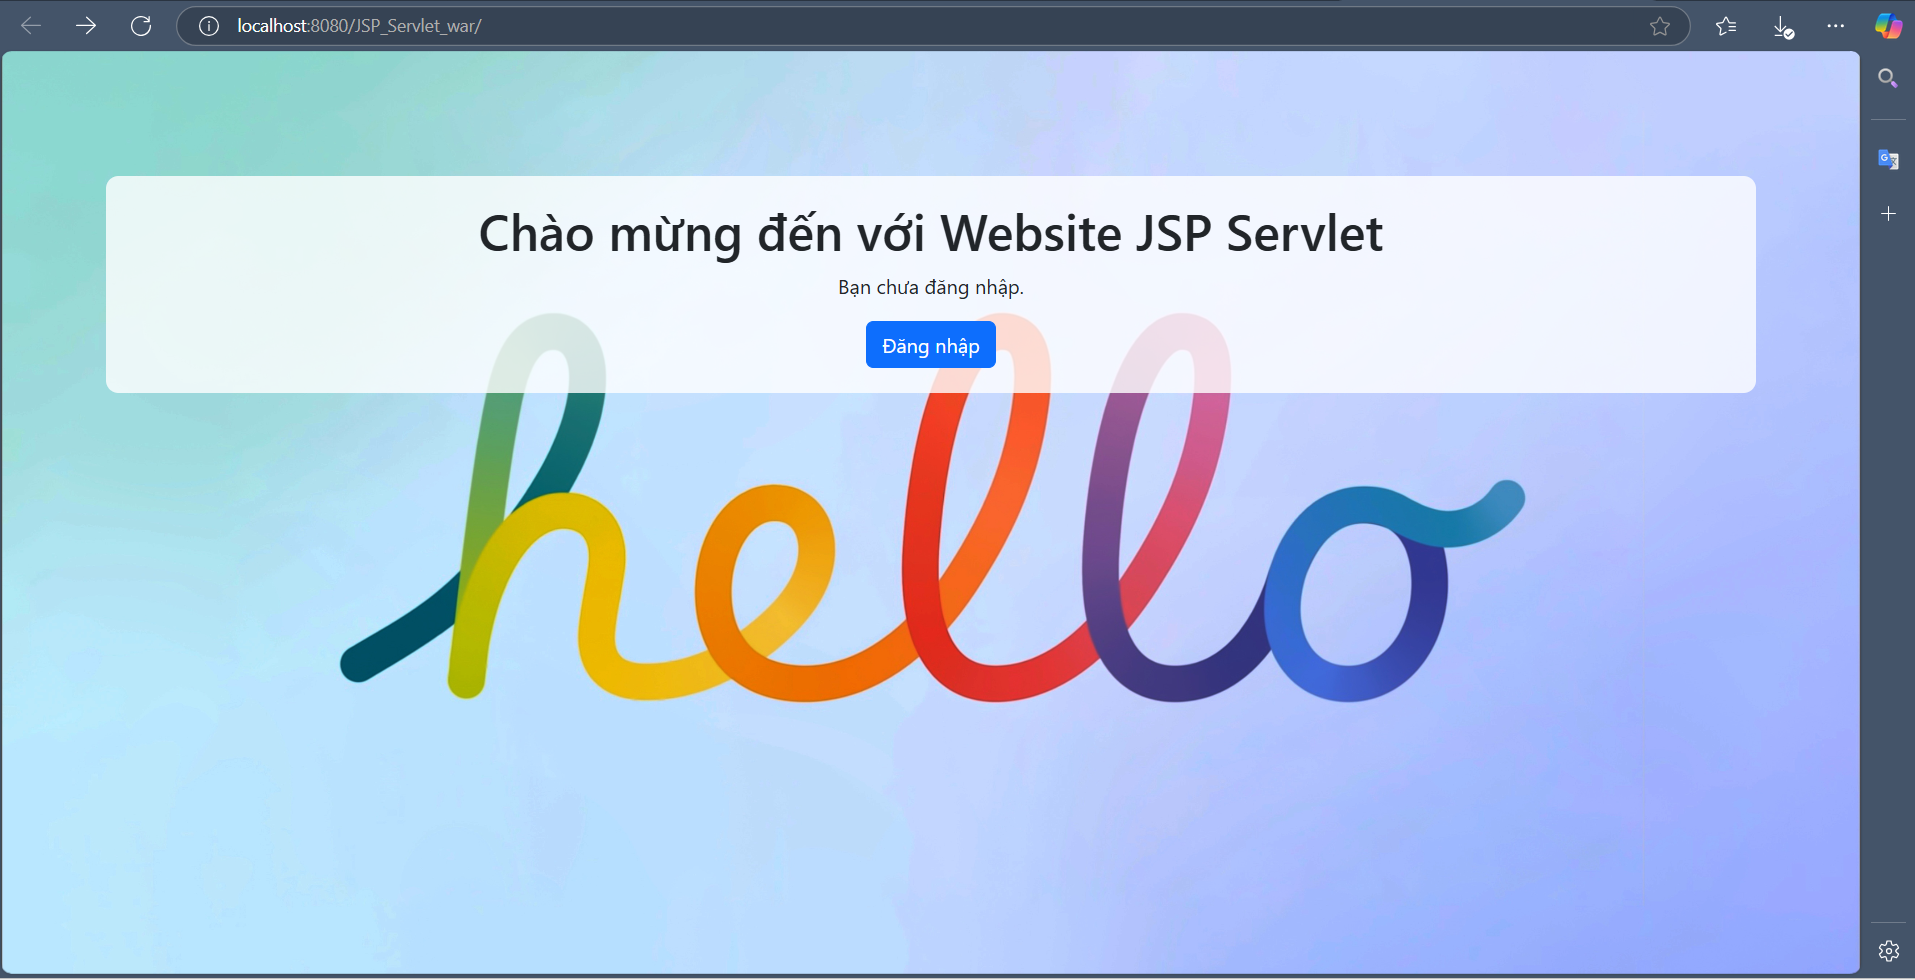 localhost:8080/JSP_Servlet_war/
Chào mừng đến với Website JSP Servlet
Bạn chưa đăng nhập.
Đăng nhập
hello